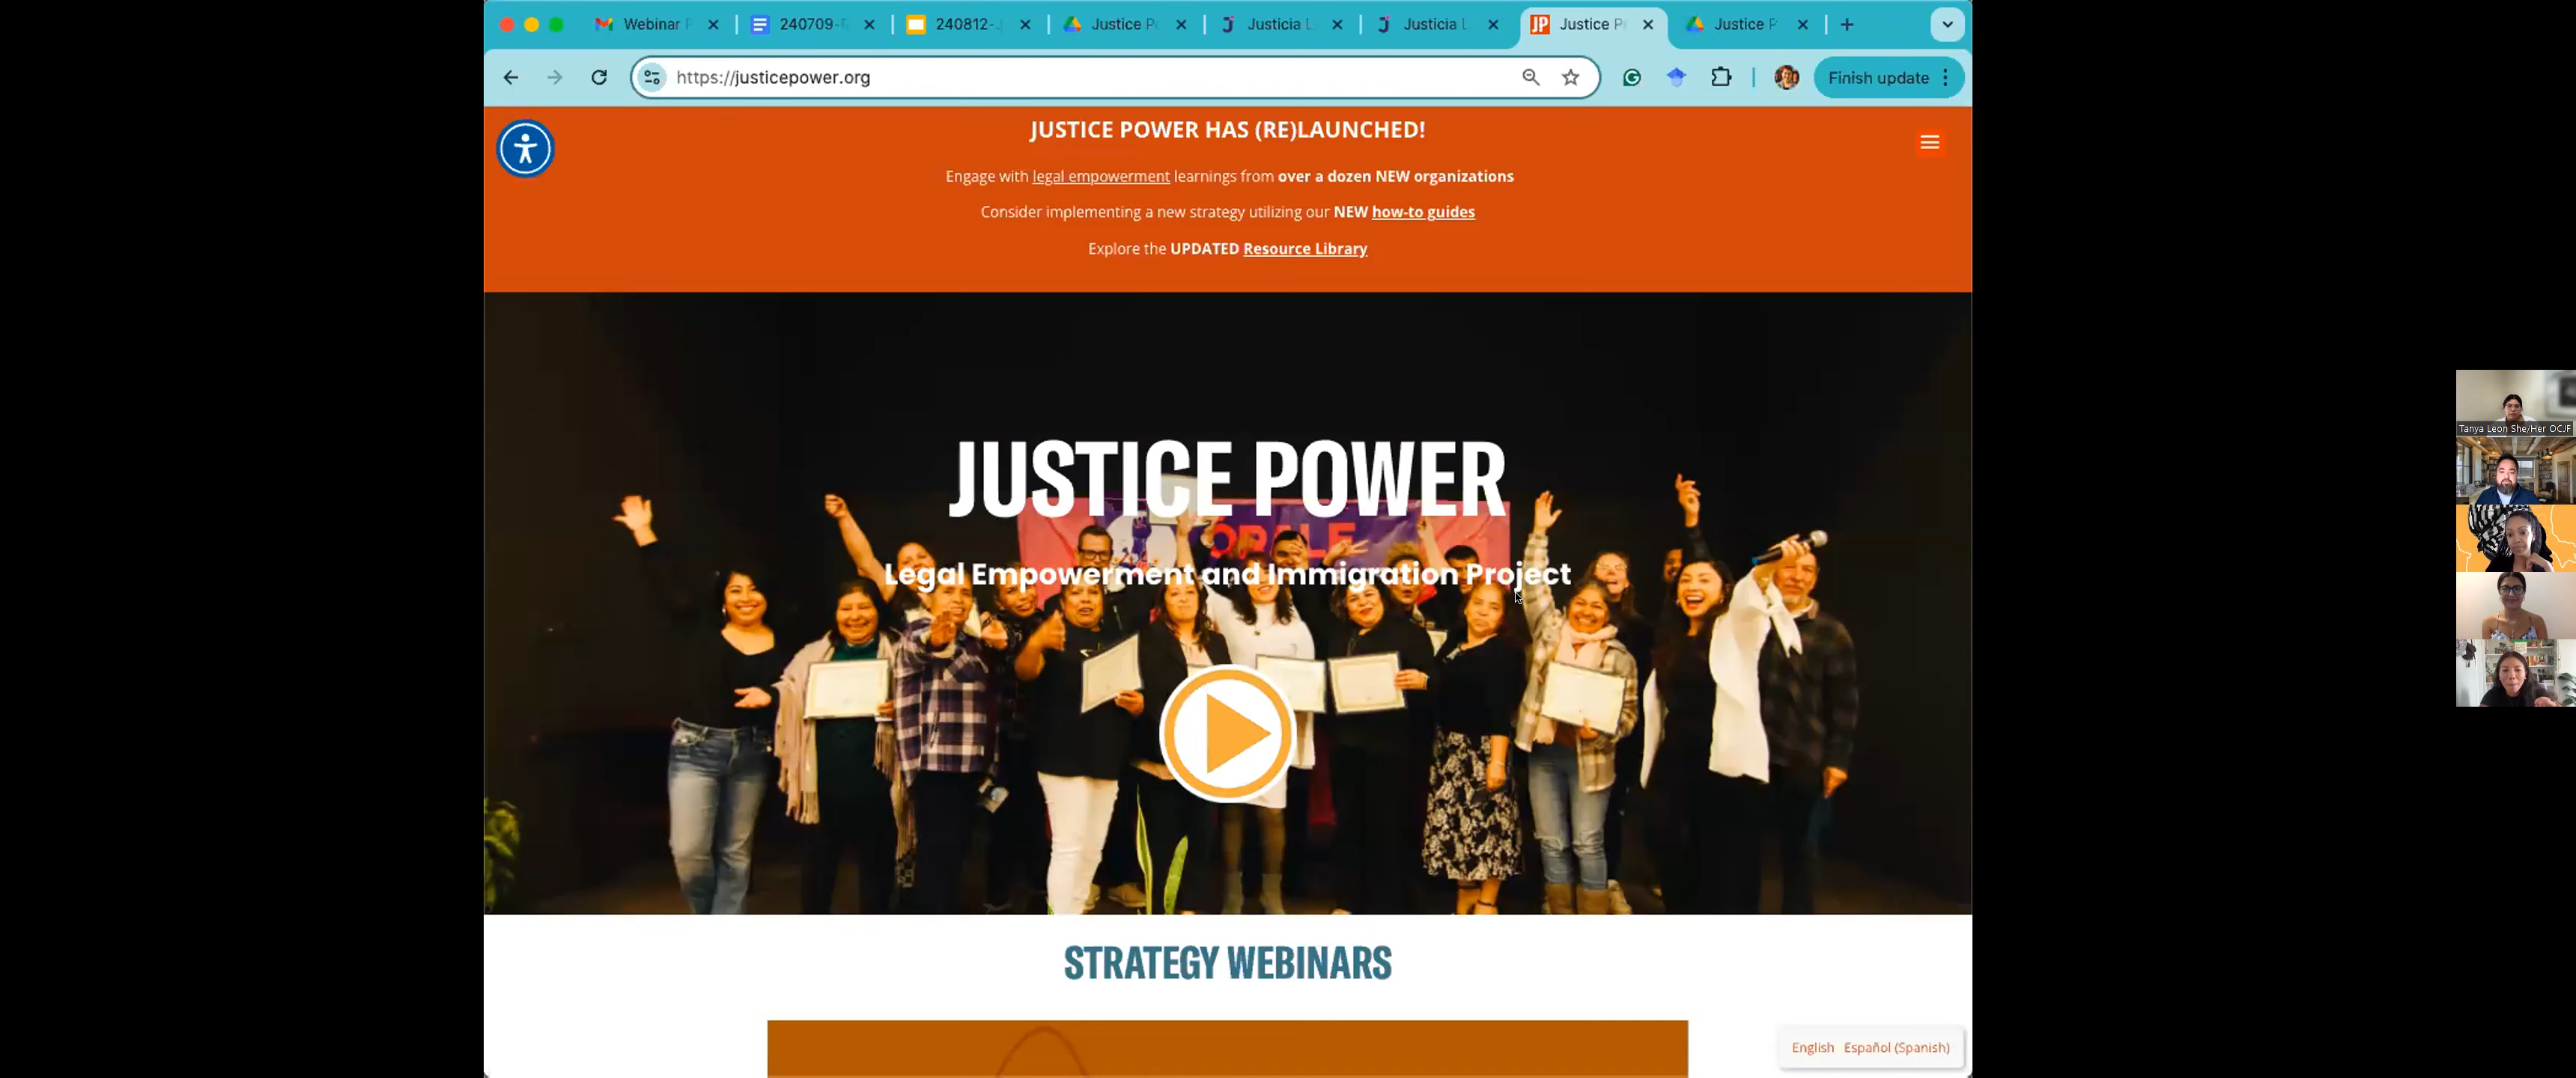 Webinar
240709-
240812-
Justice P
Justicia L
Justicia L
JP Justice P
Justice P
https://justicepower.org
Finish update
JUSTICE POWER HAS (RE)LAUNCHED!
Engage with legal empowerment learnings from over a dozen NEW organizations
Consider implementing a new strategy utilizing our NEW how-to guides
Explore the UPDATED Resource Library
JUSTICE POWER
Legal Empowerment and Immigration Project
STRATEGY WEBINARS
English Español (Spanish)
Tanya Leon She/Her OCJF